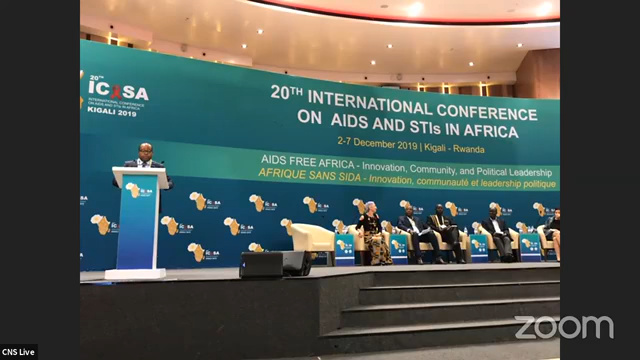 20TH
ICASA
INTERNATIONAL CONFERENCE
ON AIDS AND STIs IN AFRICA
KIGALI 2019
20TH INTERNATIONAL CONFERENCE
ON AIDS AND STIs IN AFRICA
2-7 December 2019 | Kigali - Rwanda
AIDS FREE AFRICA - Innovation, Community, and Political Leadership
AFRIQUE SANS SIDA - Innovation, communauté et leadership politique
CNS Live
zoom